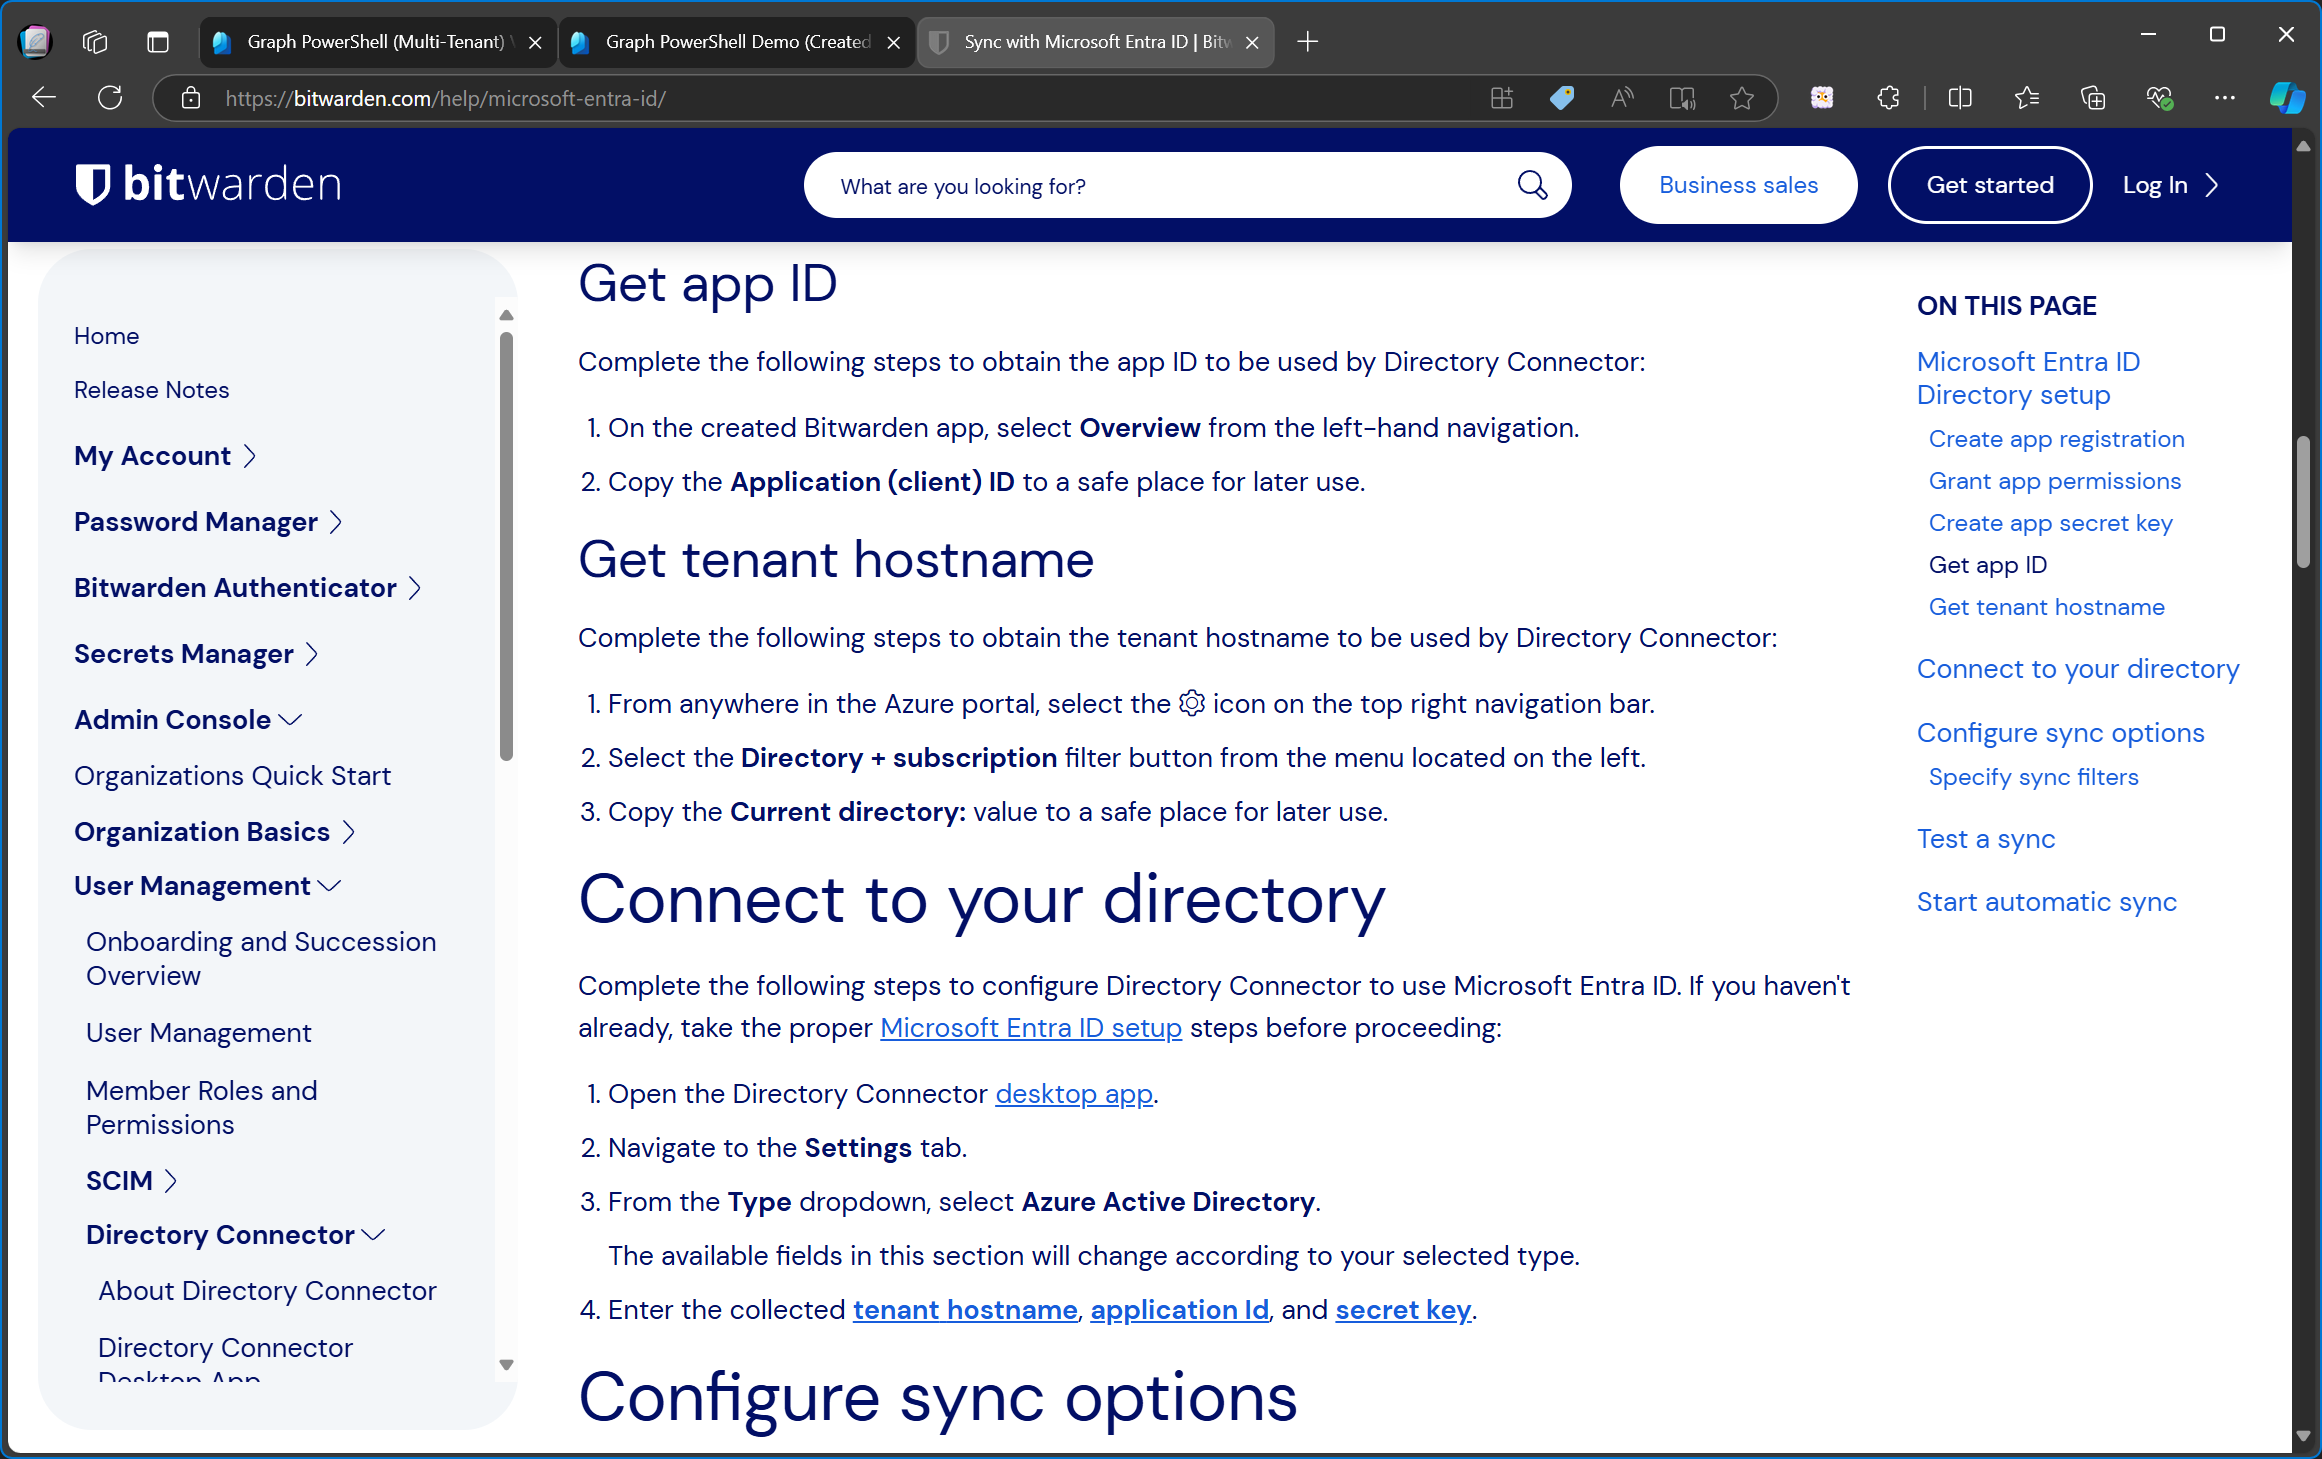 Graph PowerShell (Multi-Tenant)
Graph PowerShell Demo (Created
Sync with Microsoft Entra ID | Bitw
https://bitwarden.com/help/microsoft-entra-id/
bitwarden
What are you looking for?
Business sales
Get started
Log In
Home
Release Notes
My Account
Password Manager
Bitwarden Authenticator
Secrets Manager
Admin Console
Organizations Quick Start
Organization Basics
User Management
Onboarding and Succession
Overview
User Management
Member Roles and
Permissions
SCIM
Directory Connector
About Directory Connector
Directory Connector
Desktop App
Get app ID
Complete the following steps to obtain the app ID to be used by Directory Connector:
1. On the created Bitwarden app, select Overview from the left-hand navigation.
2. Copy the Application (client) ID to a safe place for later use.
Get tenant hostname
Complete the following steps to obtain the tenant hostname to be used by Directory Connector:
1. From anywhere in the Azure portal, select the icon on the top right navigation bar.
2. Select the Directory + subscription filter button from the menu located on the left.
3. Copy the Current directory: value to a safe place for later use.
Connect to your directory
Complete the following steps to configure Directory Connector to use Microsoft Entra ID. If you haven't
already, take the proper Microsoft Entra ID setup steps before proceeding:
1. Open the Directory Connector desktop app.
2. Navigate to the Settings tab.
3. From the Type dropdown, select Azure Active Directory.
The available fields in this section will change according to your selected type.
4. Enter the collected tenant hostname, application Id, and secret key.
Configure sync options
ON THIS PAGE
Microsoft Entra ID
Directory setup
Create app registration
Grant app permissions
Create app secret key
Get app ID
Get tenant hostname
Connect to your directory
Configure sync options
Specify sync filters
Test a sync
Start automatic sync